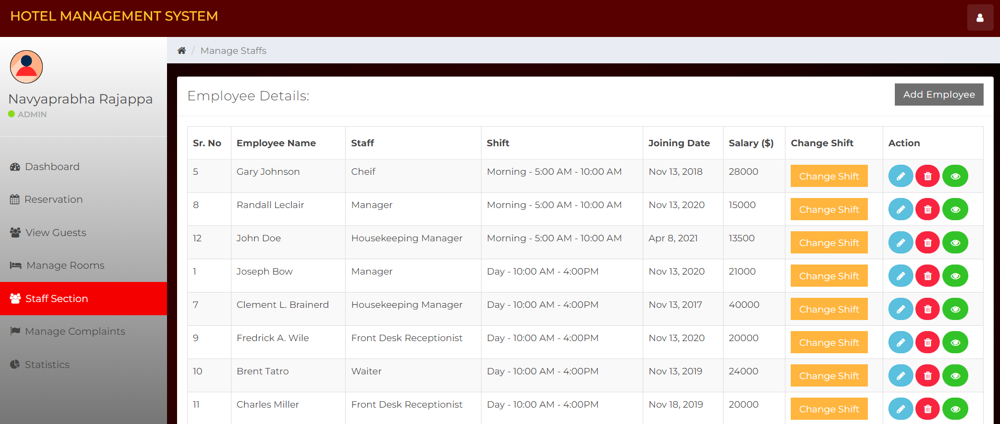 HOTEL MANAGEMENT SYSTEM
/ Manage Staffs
Navyaprabha Rajappa
ADMIN
Dashboard
Reservation
View Guests
Manage Rooms
Staff Section
Manage Complaints
Statistics
Employee Details:
Add Employee
Sr. No Employee Name Staff Shift Joining Date Salary ($) Change Shift Action
5 Gary Johnson Cheif Morning - 5:00 AM - 10:00 AM Nov 13, 2018 28000 Change Shift
8 Randall Leclair Manager Morning - 5:00 AM - 10:00 AM Nov 13, 2020 15000 Change Shift
12 John Doe Housekeeping Manager Morning - 5:00 AM - 10:00 AM Apr 8, 2021 13500 Change Shift
1 Joseph Bow Manager Day - 10:00 AM - 4:00PM Nov 13, 2020 21000 Change Shift
7 Clement L. Brainerd Housekeeping Manager Day - 10:00 AM - 4:00PM Nov 13, 2017 40000 Change Shift
9 Fredrick A. Wile Front Desk Receptionist Day - 10:00 AM - 4:00PM Nov 13, 2020 20000 Change Shift
10 Brent Tatro Waiter Day - 10:00 AM - 4:00PM Nov 13, 2019 24000 Change Shift
11 Charles Miller Front Desk Receptionist Day - 10:00 AM - 4:00PM Nov 18, 2019 20000 Change Shift